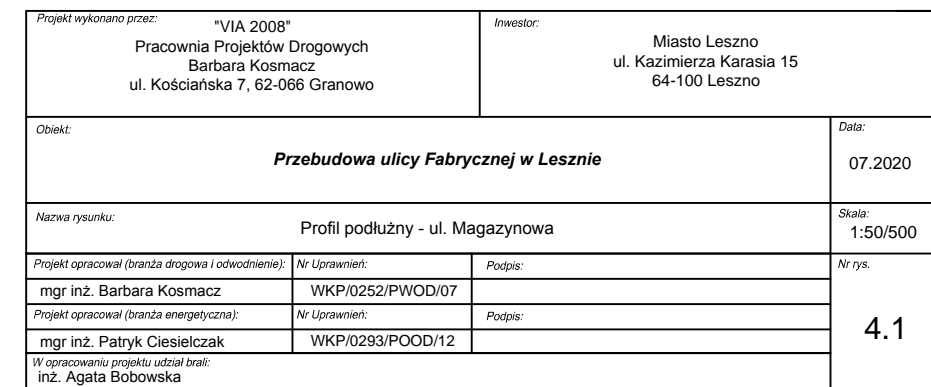 Projekt wykonano przez:
"VIA 2008"
Pracownia Projektów Drogowych
Barbara Kosmacz
ul. Kościańska 7, 62-066 Granowo
Inwestor:
Miasto Leszno
ul. Kazimierza Karasia 15
64-100 Leszno
Obiekt:
Przebudowa ulicy Fabrycznej w Lesznie
Data:
07.2020
Nazwa rysunku:
Profil podłużny - ul. Magazynowa
Skala:
1:50/500
Projekt opracował (branża drogowa i odwodnienie): Nr Uprawnień: Podpis:
mgr inż. Barbara Kosmacz WKP/0252/PWOD/07
Projekt opracował (branża energetyczna): Nr Uprawnień: Podpis:
mgr inż. Patryk Ciesielczak WKP/0293/POOD/12
W opracowaniu projektu udział brali:
inż. Agata Bobowska
Nr rys.
4.1